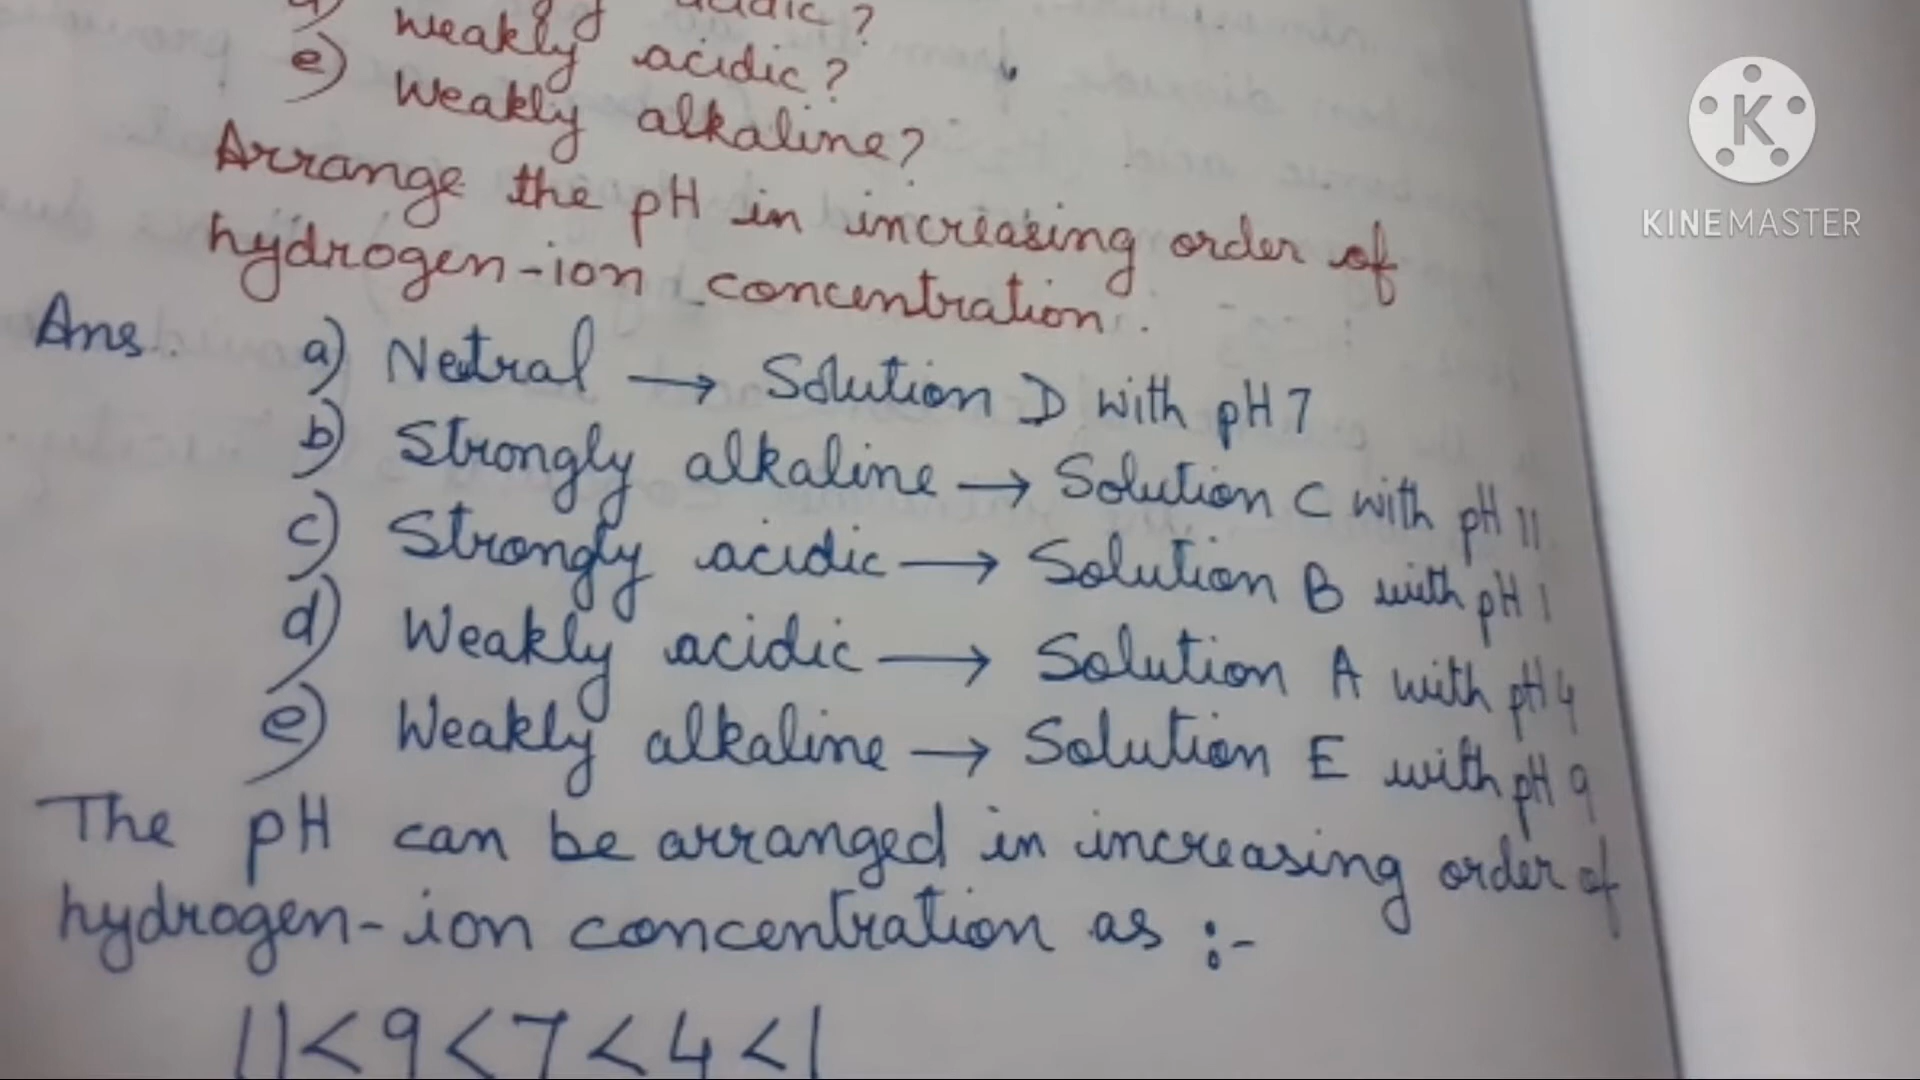 acidic?
weakly acidic?
e) Weakly alkaline?
Arrange the pH in increasing order of
hydrogen-ion concentration.
Ans. a) Netral → Solution D with pH 7
b) Strongly alkaline → Solution C with pH 11
c) Strongly acidic → Solution B with pH 1
d) Weakly acidic → Solution A with pH 4
e) Weakly alkaline → Solution E with pH 9
The pH can be arranged in increasing order of
hydrogen-ion concentration as :-
11<9<7<4<1
K
KINEMASTER